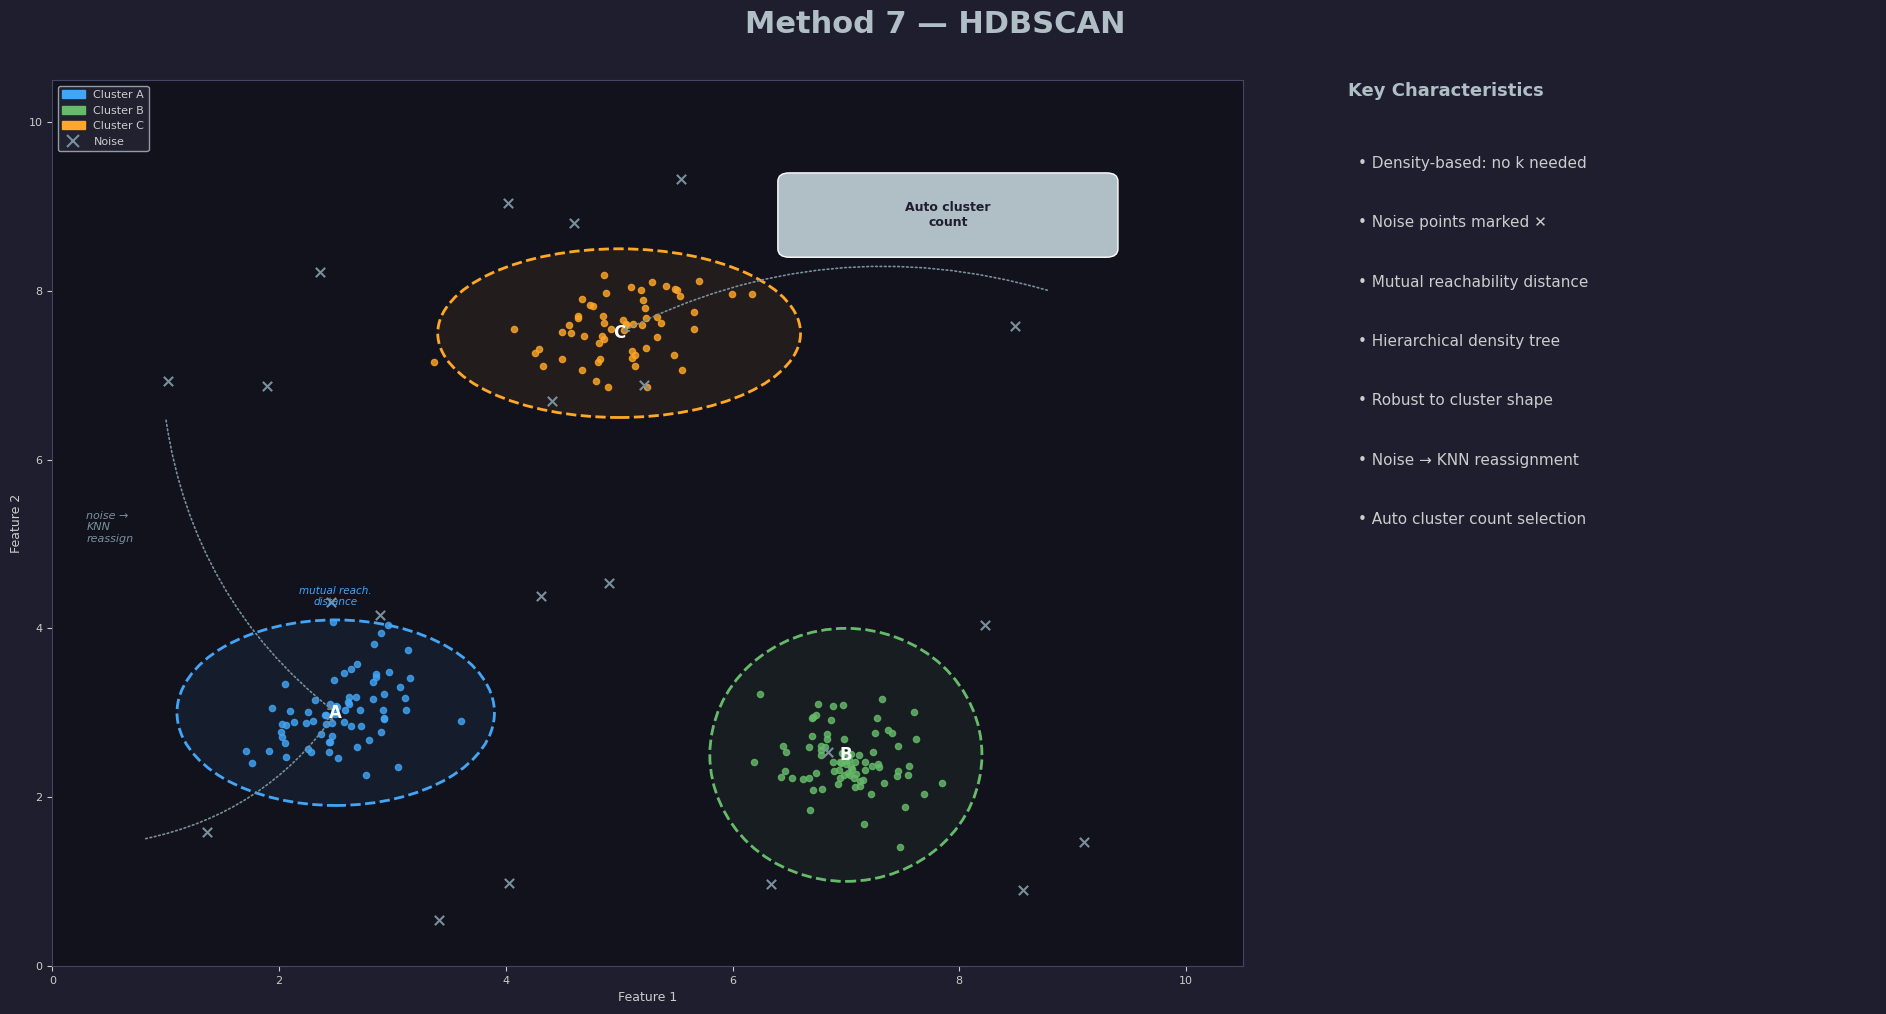 Method 7 — HDBSCAN
Cluster A
Cluster B
Cluster C
Noise
Auto cluster
count
C
noise →
KNN
reassign
mutual reach.
distance
A
B
Feature 2
10
8
6
4
2
0
0 2 4 6 8 10
Feature 1
Key Characteristics
• Density-based: no k needed
• Noise points marked ✕
• Mutual reachability distance
• Hierarchical density tree
• Robust to cluster shape
• Noise → KNN reassignment
• Auto cluster count selection